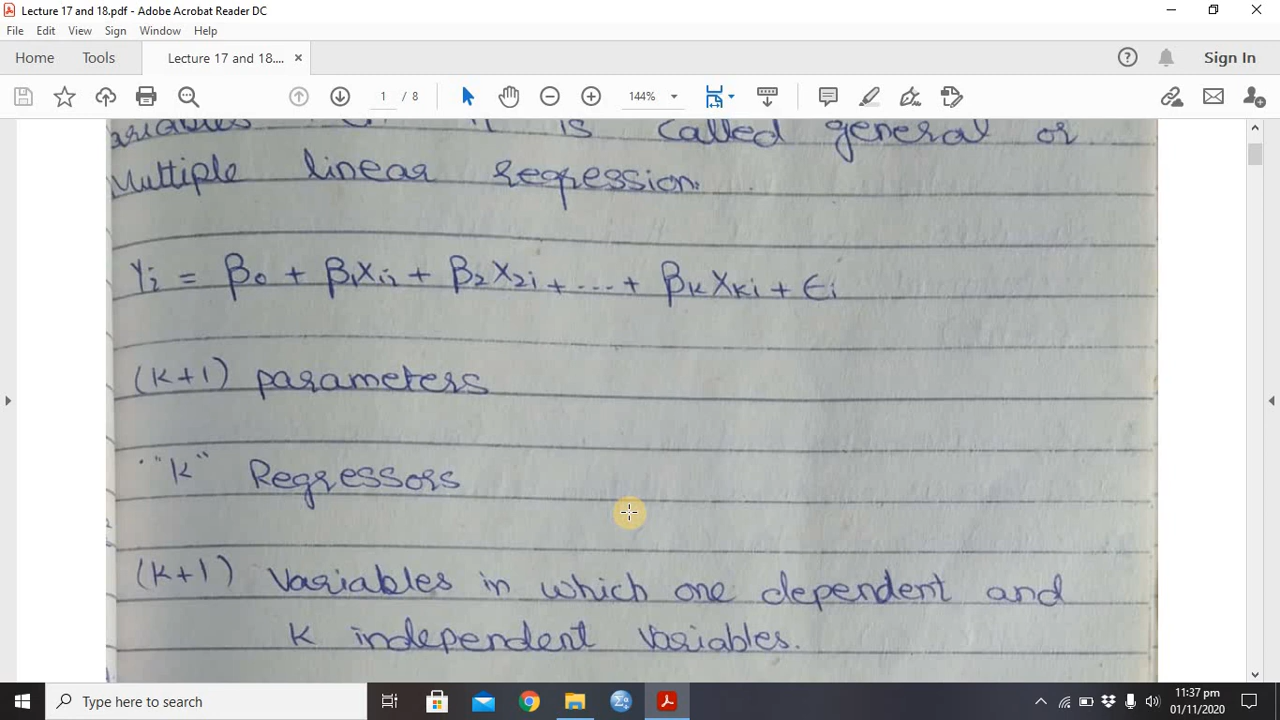 Lecture 17 and 18.pdf - Adobe Acrobat Reader DC
File Edit View Sign Window Help
Home Tools Lecture 17 and 18.... × Sign In
1 / 8 144%
variables it is called general or
Multiple linear regression.
Yi = β0 + β1X1i + β2X2i + ... + βKXKi + Ei
(K+1) parameters
"K" Regressors
(K+1) Variables in which one dependent and
K independent Variables.
Type here to search
11:37 pm
01/11/2020